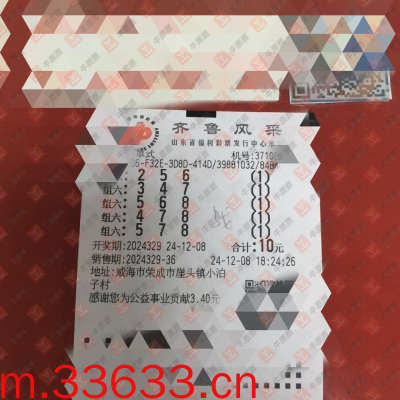 齐鲁风采
山东省福利彩票发行中心承
单式 机号:3710
-F32E-3D8D-414D/39881032/848
2 5 6 (1)
组六: 3 4 7 (1)
组六: 5 6 8 (1)
组六: 4 7 8 (1)
组六: 5 7 8 (1)
开奖期:2024329 24-12-08 合计:10元
销售期:2024329-36 24-12-08 18:24:26
地址:威海市荣成市崖头镇小泊
子村
感谢您为公益事业贡献3.40元
m.33633.cn